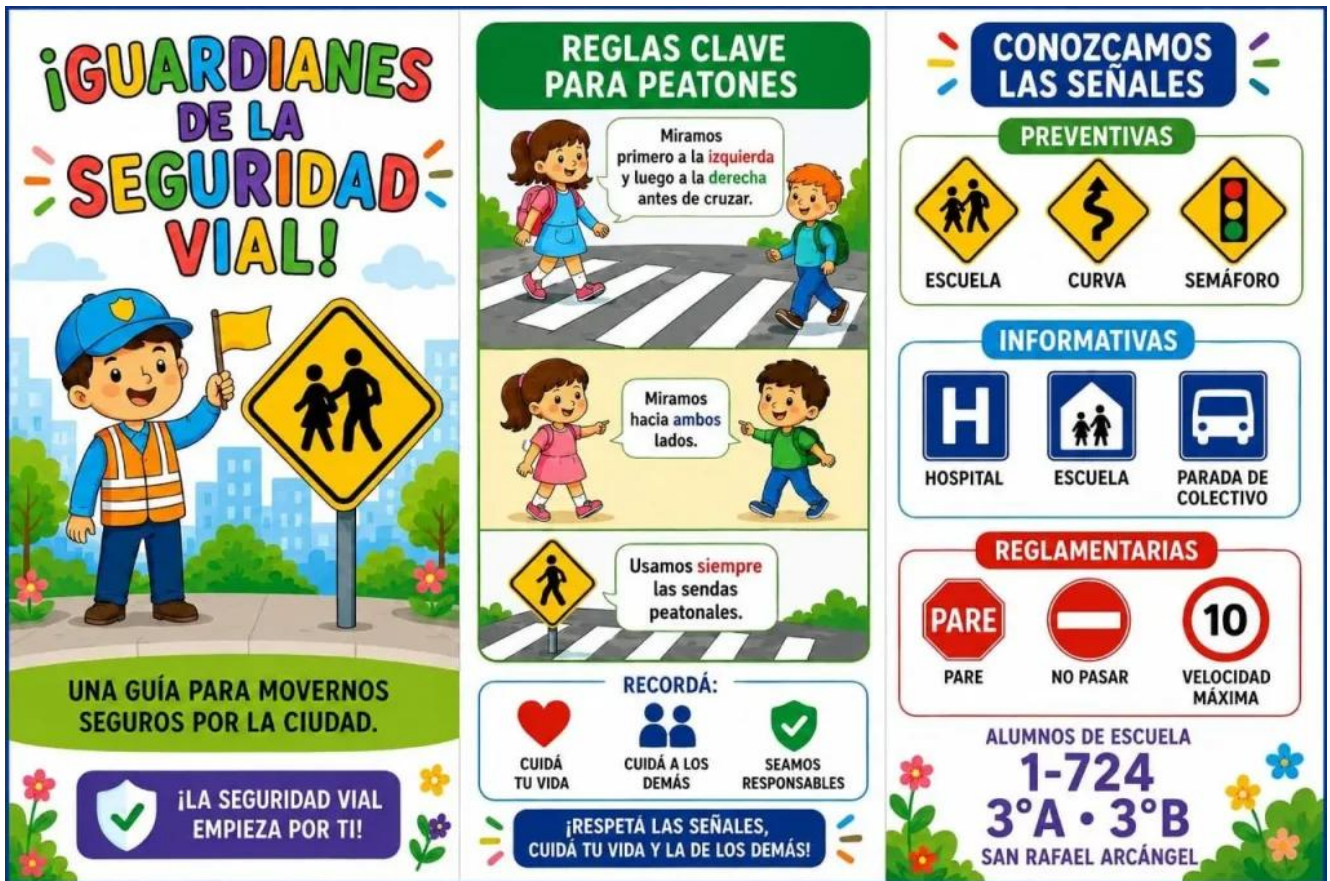 ¡GUARDIANES
DE LA
SEGURIDAD
VIAL!
UNA GUÍA PARA MOVERNOS
SEGUROS POR LA CIUDAD.
¡LA SEGURIDAD VIAL
EMPIEZA POR TI!
REGLAS CLAVE
PARA PEATONES
Miramos
primero a la izquierda
y luego a la derecha
antes de cruzar.
Miramos
hacia ambos
lados.
Usamos siempre
las sendas
peatonales.
RECORDÁ:
CUIDÁ
TU VIDA
CUIDÁ A LOS
DEMÁS
SEAMOS
RESPONSABLES
¡RESPETÁ LAS SEÑALES,
CUIDÁ TU VIDA Y LA DE LOS DEMÁS!
CONOZCAMOS
LAS SEÑALES
PREVENTIVAS
ESCUELA
CURVA
SEMÁFORO
INFORMATIVAS
H
HOSPITAL
ESCUELA
PARADA DE
COLECTIVO
REGLAMENTARIAS
PARE
10
PARE
NO PASAR
VELOCIDAD
MÁXIMA
ALUMNOS DE ESCUELA
1-724
3°A • 3°B
SAN RAFAEL ARCÁNGEL